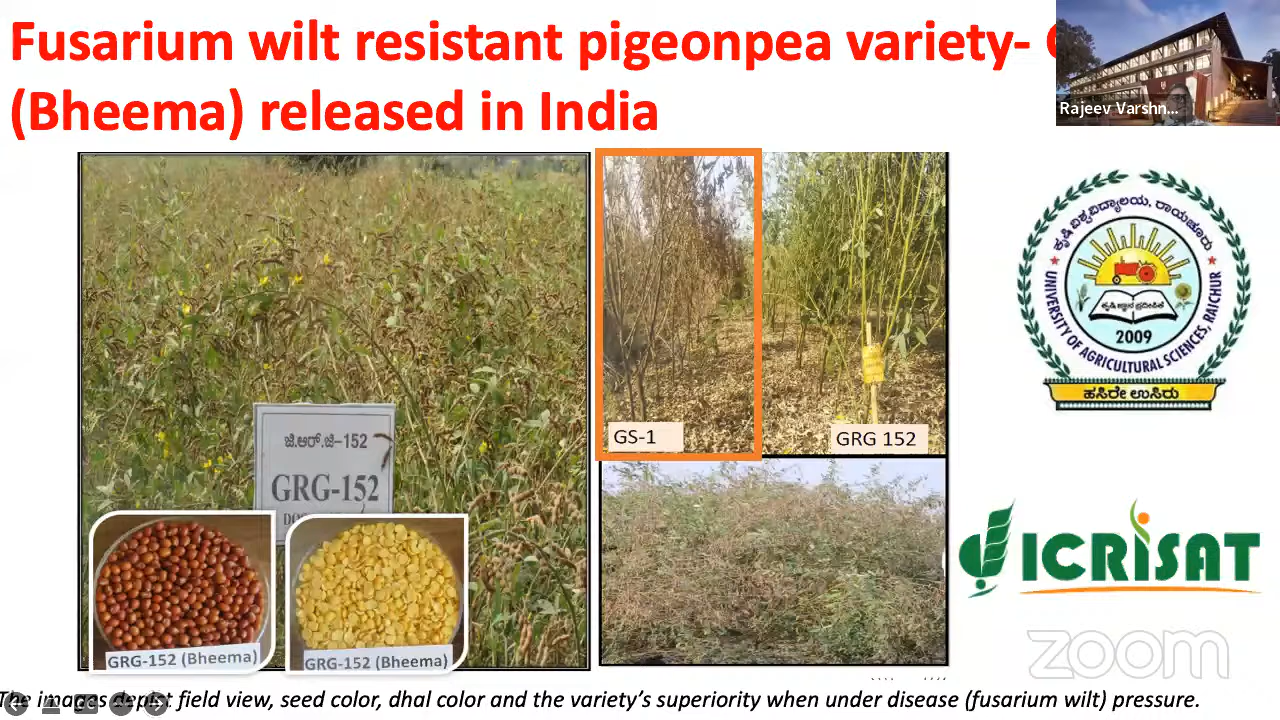 Fusarium wilt resistant pigeonpea variety-
(Bheema) released in India
Rajeev Varshn...
ಜಿ.ಆರ್.ಜಿ-152
GRG-152
GRG-152 (Bheema)
GRG-152 (Bheema)
GS-1
GRG 152
ಕೃಷಿ ವಿಶ್ವವಿದ್ಯಾಲಯ, ರಾಯಚೂರು
ಕೃಷಿ ಜ್ಞಾನ ಪ್ರದೀಪಿಕೆ
2009
UNIVERSITY OF AGRICULTURAL SCIENCES, RAICHUR
ಹಸಿರೇ ಉಸಿರು
ICRISAT
zoom
The images depict field view, seed color, dhal color and the variety's superiority when under disease (fusarium wilt) pressure.